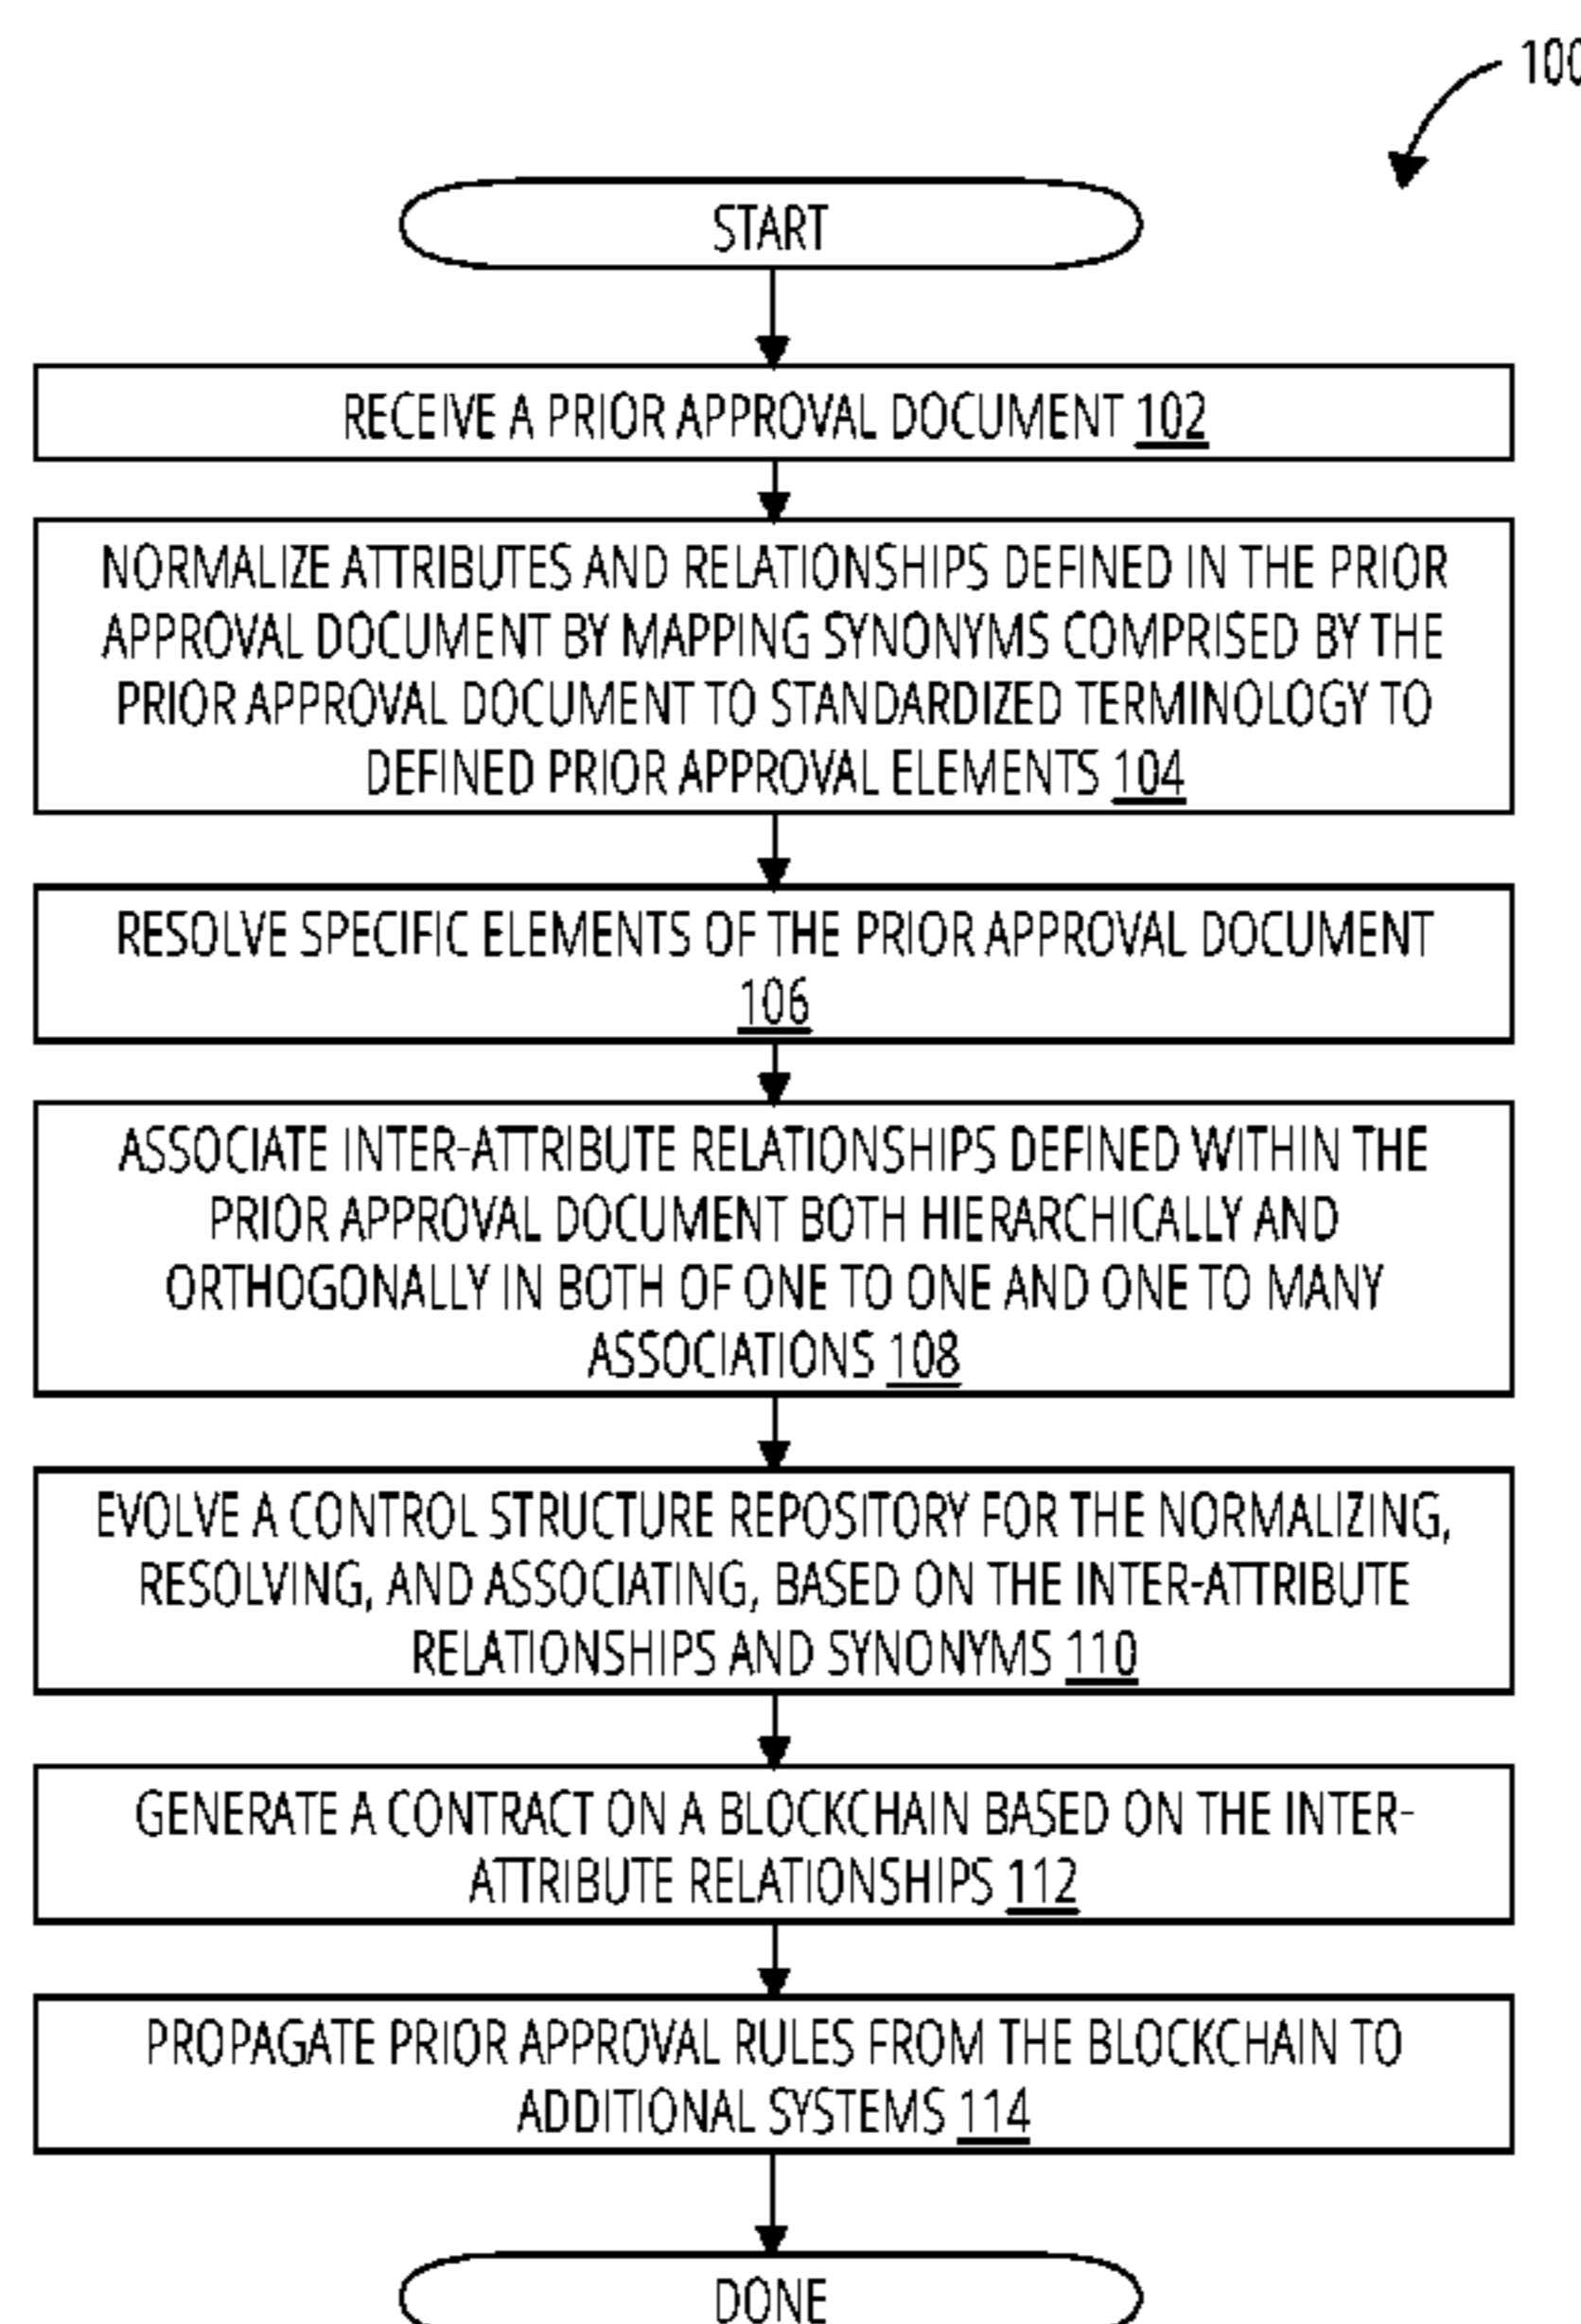 100
START
RECEIVE A PRIOR APPROVAL DOCUMENT 102
NORMALIZE ATTRIBUTES AND RELATIONSHIPS DEFINED IN THE PRIOR
APPROVAL DOCUMENT BY MAPPING SYNONYMS COMPRISED BY THE
PRIOR APPROVAL DOCUMENT TO STANDARDIZED TERMINOLOGY TO
DEFINED PRIOR APPROVAL ELEMENTS 104
RESOLVE SPECIFIC ELEMENTS OF THE PRIOR APPROVAL DOCUMENT
106
ASSOCIATE INTER-ATTRIBUTE RELATIONSHIPS DEFINED WITHIN THE
PRIOR APPROVAL DOCUMENT BOTH HIERARCHICALLY AND
ORTHOGONALLY IN BOTH OF ONE TO ONE AND ONE TO MANY
ASSOCIATIONS 108
EVOLVE A CONTROL STRUCTURE REPOSITORY FOR THE NORMALIZING,
RESOLVING, AND ASSOCIATING, BASED ON THE INTER-ATTRIBUTE
RELATIONSHIPS AND SYNONYMS 110
GENERATE A CONTRACT ON A BLOCKCHAIN BASED ON THE INTER-
ATTRIBUTE RELATIONSHIPS 112
PROPAGATE PRIOR APPROVAL RULES FROM THE BLOCKCHAIN TO
ADDITIONAL SYSTEMS 114
DONE